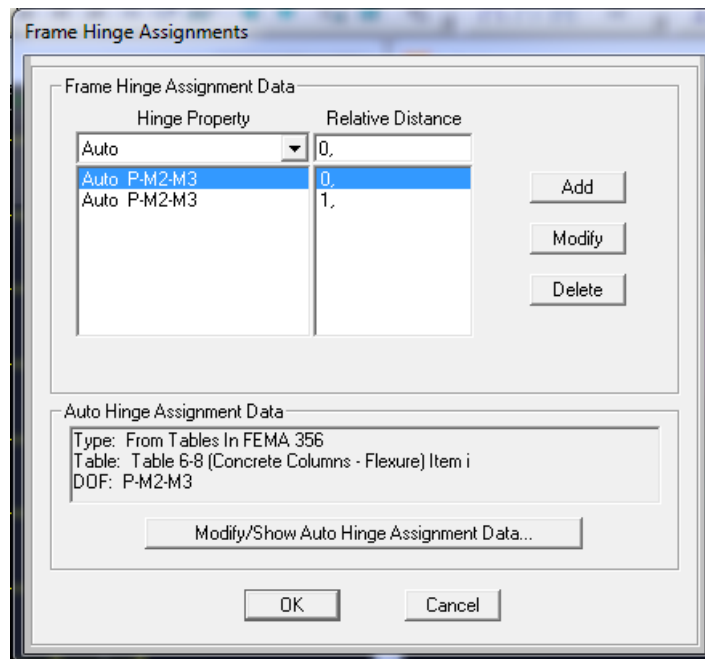 Frame Hinge Assignments
Frame Hinge Assignment Data
Hinge Property Relative Distance
Auto 0,
Auto P-M2-M3 0,
Auto P-M2-M3 1,
Add
Modify
Delete
Auto Hinge Assignment Data
Type: From Tables In FEMA 356
Table: Table 6-8 (Concrete Columns - Flexure) Item i
DOF: P-M2-M3
Modify/Show Auto Hinge Assignment Data...
OK Cancel